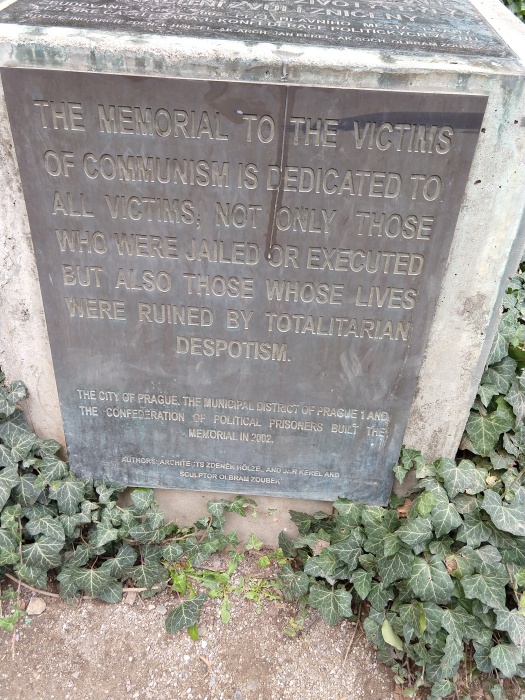 THE MEMORIAL TO THE VICTIMS
OF COMMUNISM IS DEDICATED TO
ALL VICTIMS, NOT ONLY THOSE
WHO WERE JAILED OR EXECUTED
BUT ALSO THOSE WHOSE LIVES
WERE RUINED BY TOTALITARIAN
DESPOTISM.
THE CITY OF PRAGUE, THE MUNICIPAL DISTRICT OF PRAGUE 1 AND
THE CONFEDERATION OF POLITICAL PRISONERS BUILT THE
MEMORIAL IN 2002.
AUTHORS: ARCHITECTS ZDENĚK HÖLZEL AND JAN KEREL AND
SCULPTOR OLBRAM ZOUBEK